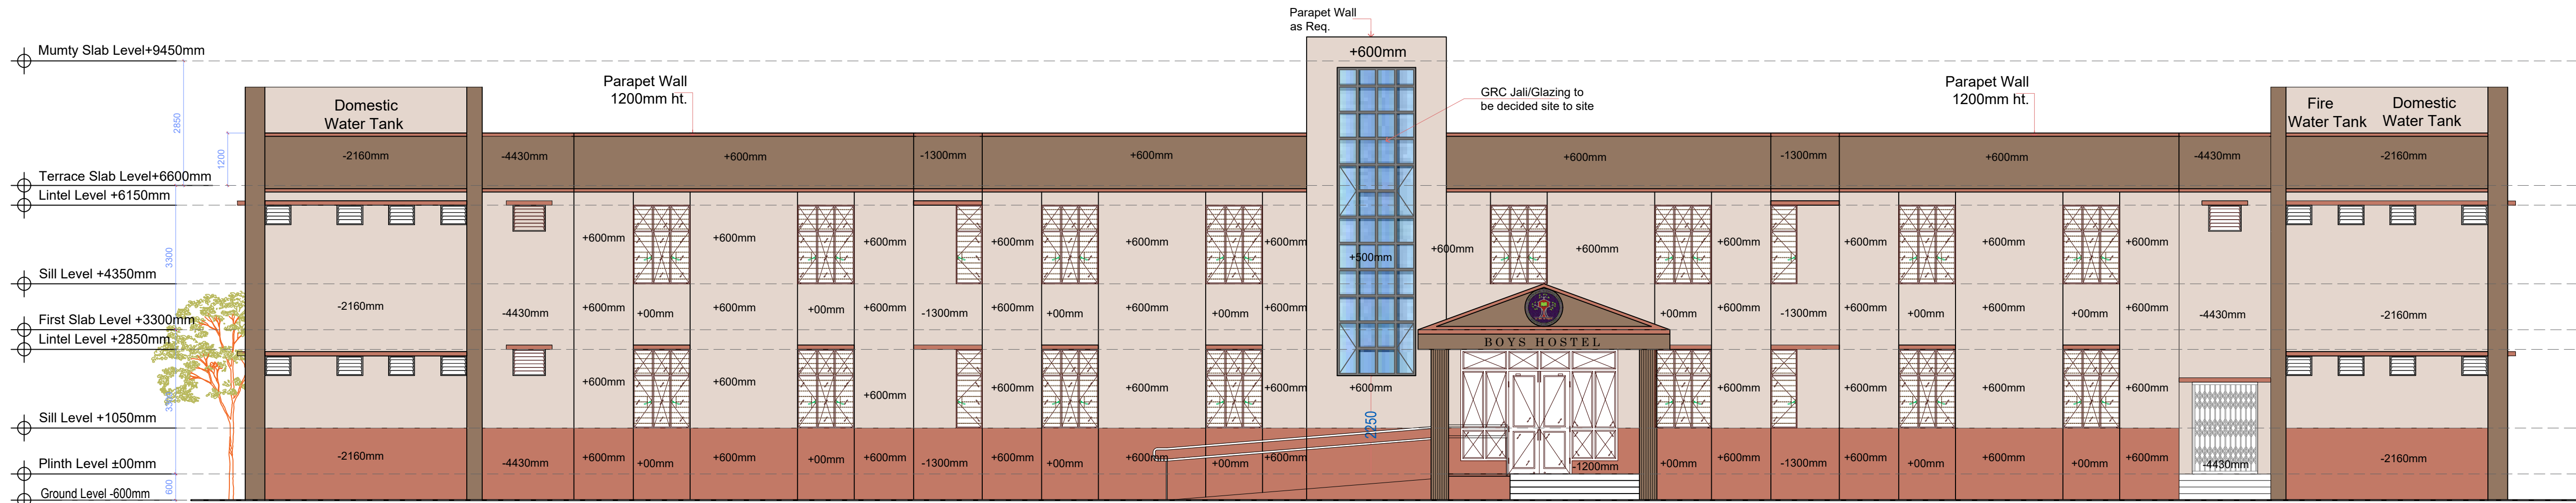 Parapet Wall
as Req.
Mumty Slab Level+9450mm
+600mm
Parapet Wall
1200mm ht.
Parapet Wall
1200mm ht.
GRC Jali/Glazing to
be decided site to site
Domestic
Water Tank
Fire
Water Tank
Domestic
Water Tank
2850
1200
-2160mm
-4430mm
+600mm
-1300mm
+600mm
+600mm
-1300mm
+600mm
-4430mm
-2160mm
Terrace Slab Level+6600mm
Lintel Level +6150mm
+600mm
+600mm
+600mm
+600mm
+600mm
+600mm
+600mm
+600mm
+600mm
+600mm
+600mm
+600mm
+500mm
3300
Sill Level +4350mm
-2160mm
-4430mm
+600mm
+00mm
+600mm
+00mm
+600mm
-1300mm
+600mm
+00mm
+600mm
+00mm
+600mm
+00mm
+600mm
-1300mm
+600mm
+00mm
+600mm
+00mm
+600mm
-4430mm
-2160mm
First Slab Level +3300mm
Lintel Level +2850mm
BOYS HOSTEL
+600mm
+600mm
+600mm
+600mm
+600mm
+600mm
+600mm
+600mm
+600mm
+600mm
+600mm
2250
Sill Level +1050mm
-2160mm
-4430mm
+600mm
+00mm
+600mm
+00mm
+600mm
-1300mm
+600mm
+00mm
+600mm
+00mm
+600mm
-1200mm
+00mm
+600mm
-1300mm
+600mm
+00mm
+600mm
+00mm
+600mm
-4430mm
-2160mm
Plinth Level ±00mm
600
Ground Level -600mm